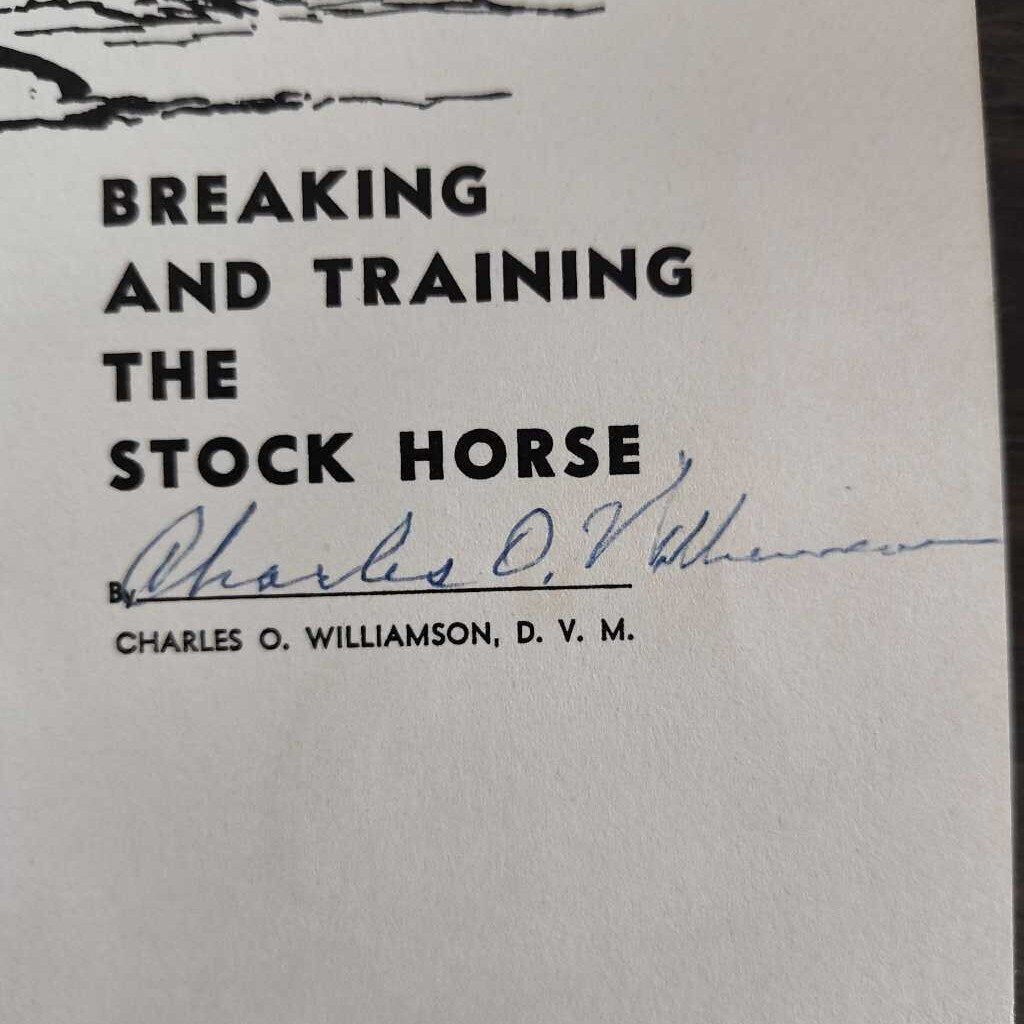 BREAKING
AND TRAINING
THE
STOCK HORSE
Charles O. Williamson
By
CHARLES O. WILLIAMSON, D. V. M.